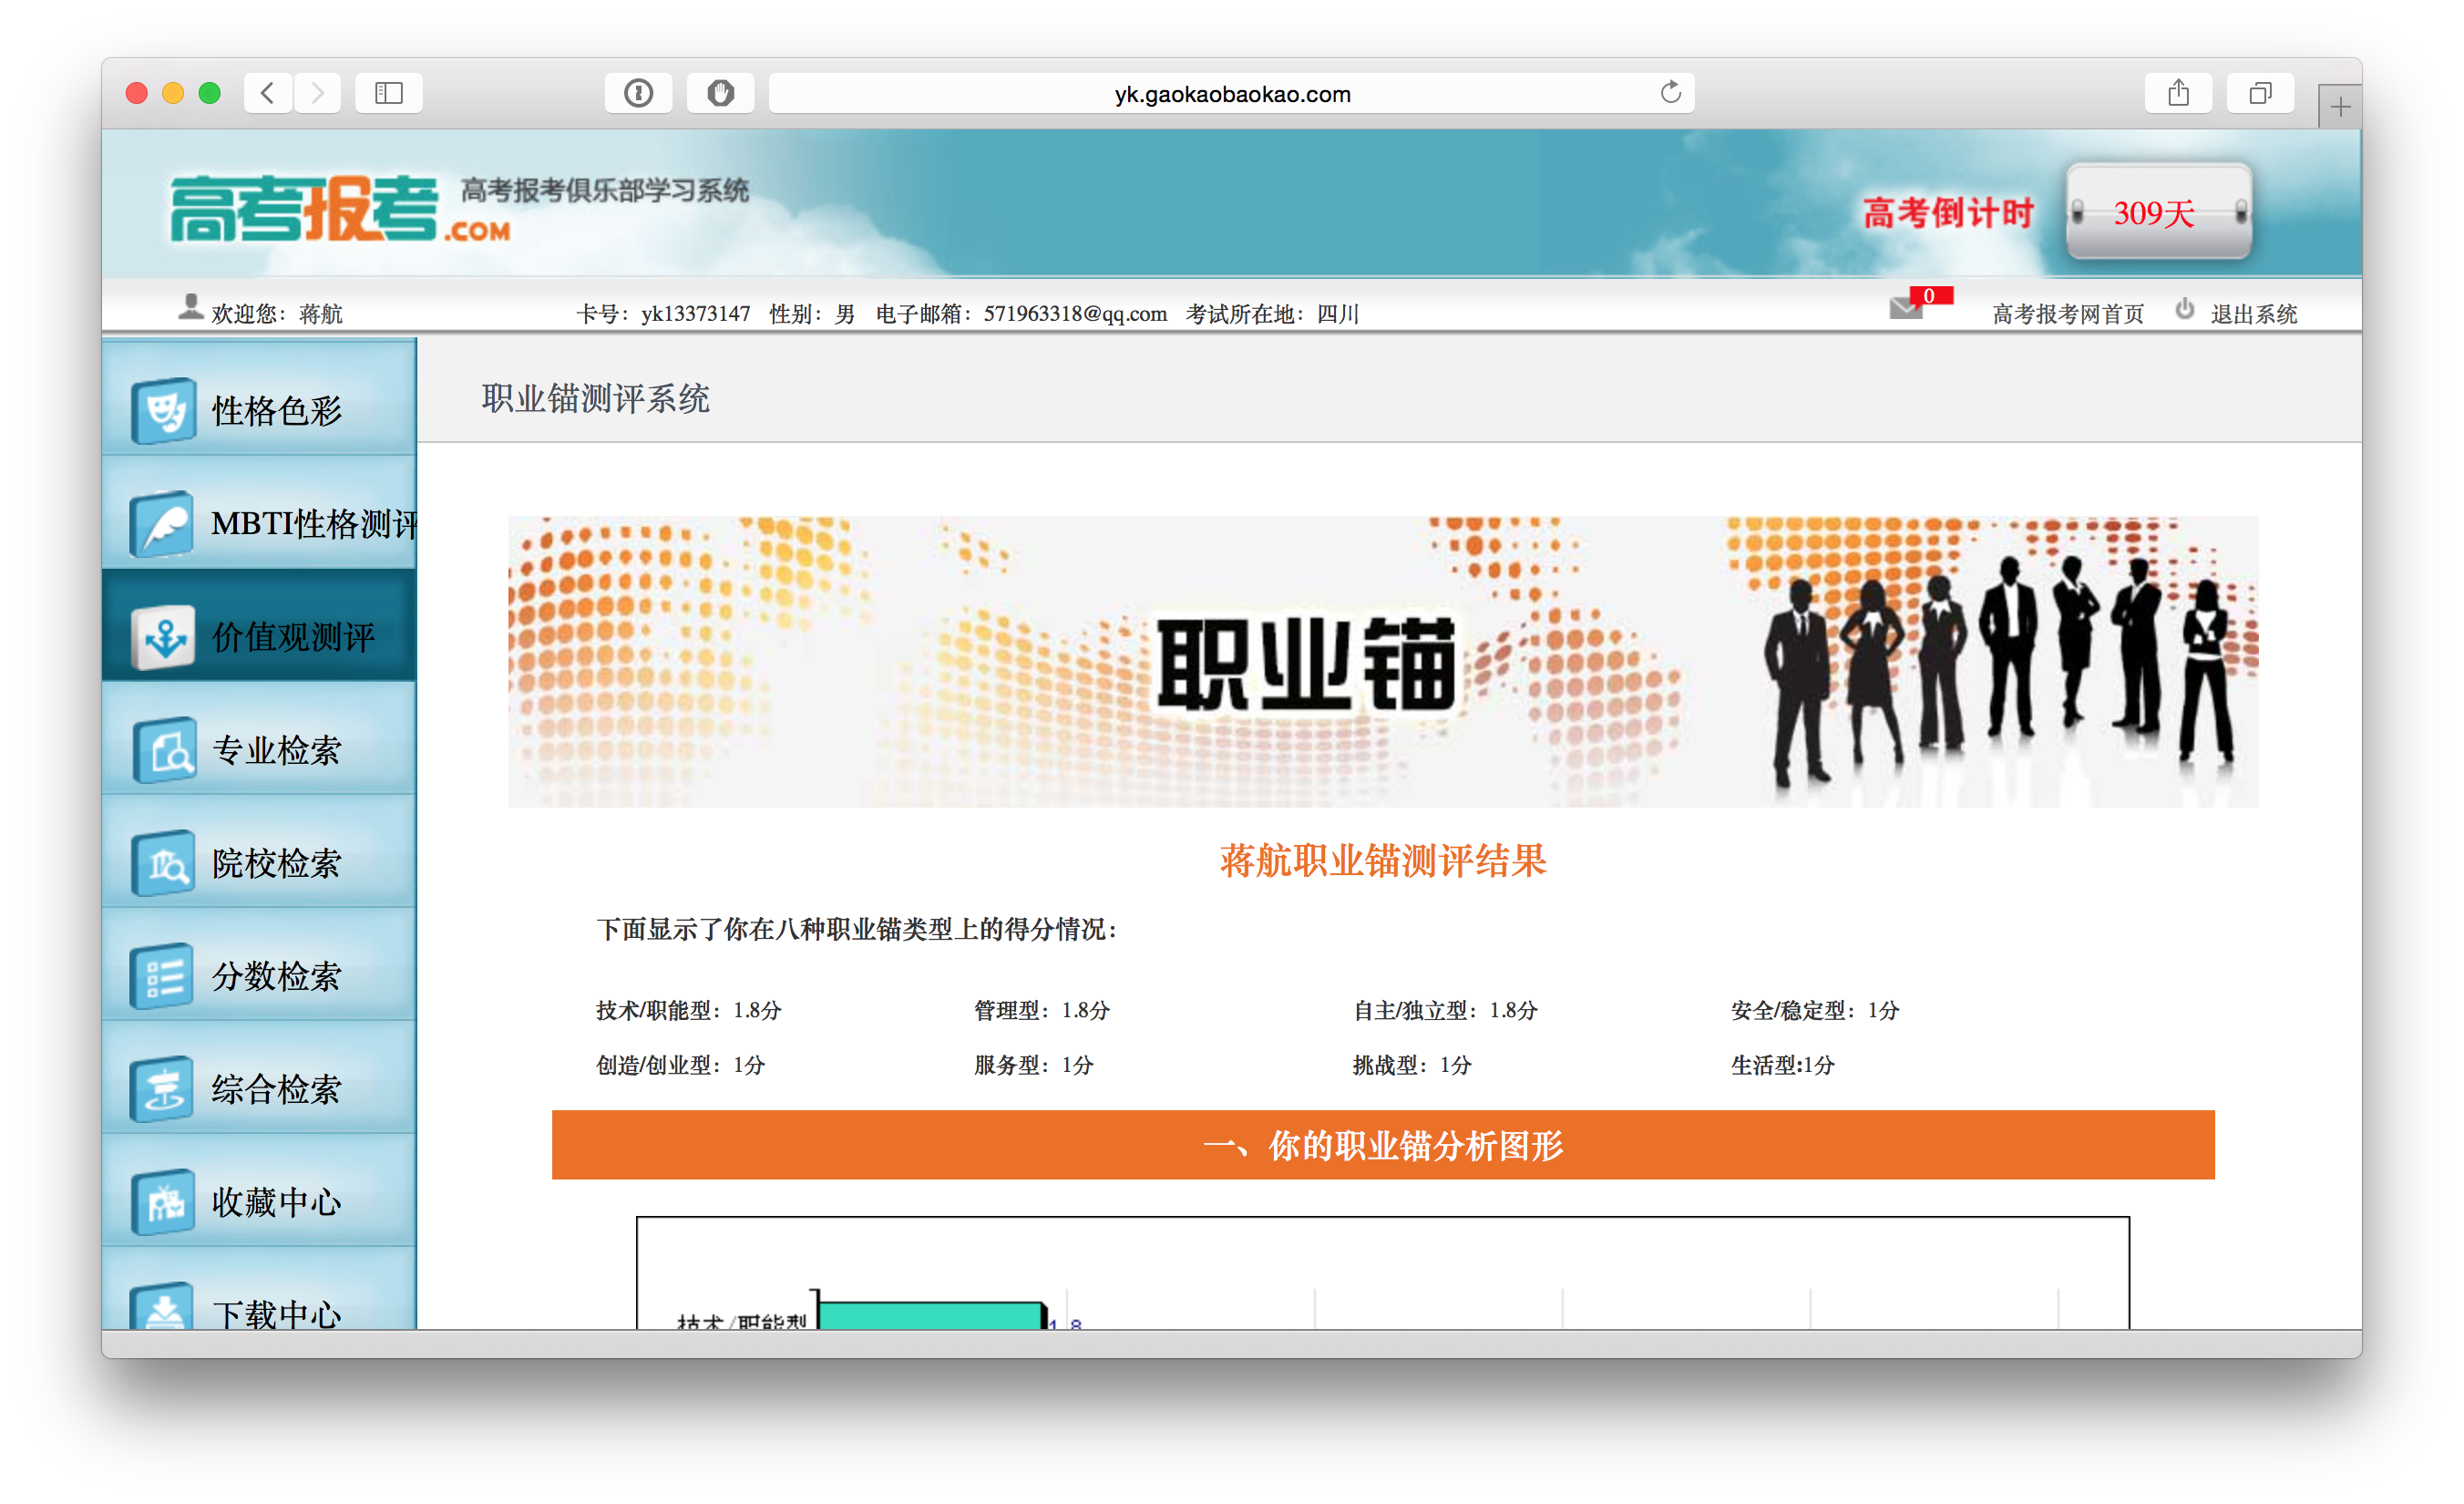 yk.gaokaobaokao.com
高考报考.COM 高考报考俱乐部学习系统
高考倒计时 309天
欢迎您：蒋航 卡号：yk13373147 性别：男 电子邮箱：571963318@qq.com 考试所在地：四川 0 高考报考网首页 退出系统
性格色彩
MBTI性格测评
价值观测评
专业检索
院校检索
分数检索
综合检索
收藏中心
下载中心
职业锚测评系统
职业锚
蒋航职业锚测评结果
下面显示了你在八种职业锚类型上的得分情况：
技术/职能型：1.8分 管理型：1.8分 自主/独立型：1.8分 安全/稳定型：1分
创造/创业型：1分 服务型：1分 挑战型：1分 生活型:1分
一、你的职业锚分析图形
技术/职能型 1.8